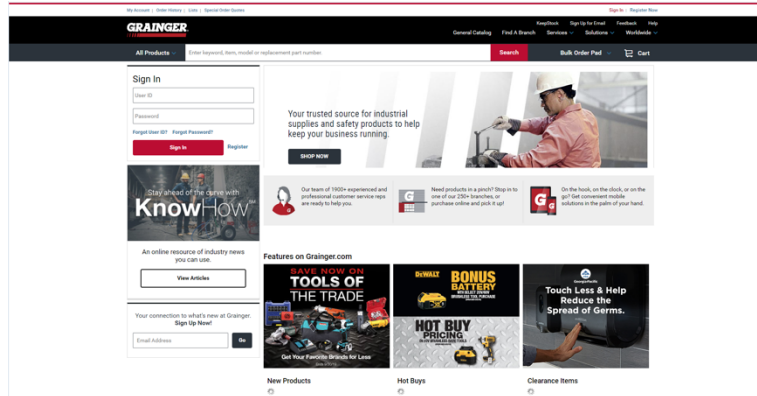 My Account | Order History | Lists | Special Order Quotes
Sign In | Register Now
GRAINGER
KeepStock Sign Up for Email Feedback Help
General Catalog Find A Branch Services Solutions Worldwide
All Products
Enter keyword, item, model or replacement part number
Search
Bulk Order Pad
Cart
Sign In
User ID
Password
Forgot User ID? Forgot Password?
Sign In
Register
Your trusted source for industrial
supplies and safety products to help
keep your business running.
SHOP NOW
Our team of 1900+ experienced and
professional customer service reps
are ready to help you.
Need products in a pinch? Stop in to
one of our 250+ branches, or
purchase online and pick it up!
On the hook, on the clock, or on the
go? Get convenient mobile
solutions in the palm of your hand.
Stay ahead of the curve with
KnowHow
An online resource of industry news
you can use.
View Articles
Your connection to what's new at Grainger.
Sign Up Now!
Email Address
Go
Features on Grainger.com
SAVE NOW ON
TOOLS OF
THE TRADE
Get Your Favorite Brands for Less
DEWALT
BONUS
BATTERY
HOT BUY
PRICING
Georgia-Pacific
Touch Less & Help
Reduce the
Spread of Germs.
New Products
Hot Buys
Clearance Items